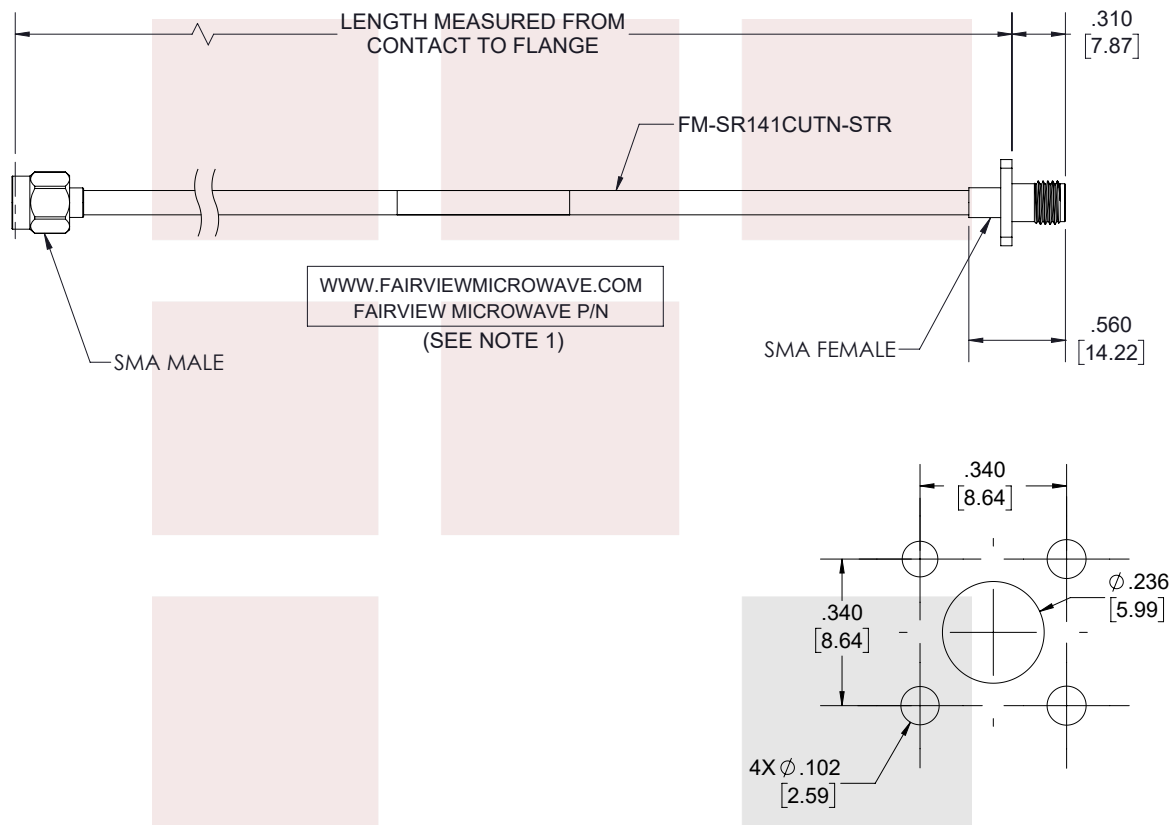 LENGTH MEASURED FROM
CONTACT TO FLANGE
.310
[7.87]
FM-SR141CUTN-STR
WWW.FAIRVIEWMICROWAVE.COM
FAIRVIEW MICROWAVE P/N
(SEE NOTE 1)
SMA MALE
SMA FEMALE
.560
[14.22]
.340
[8.64]
∅ .236
[5.99]
.340
[8.64]
4X ∅ .102
[2.59]